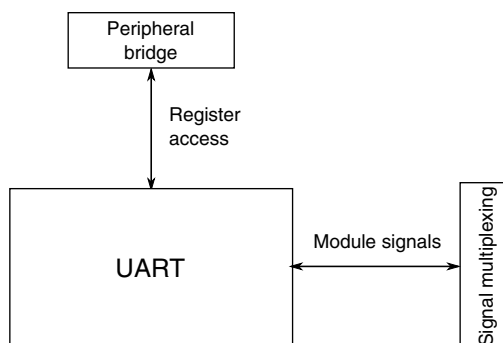 Peripheral
bridge
Register
access
Module signals
UART
Signal multiplexing